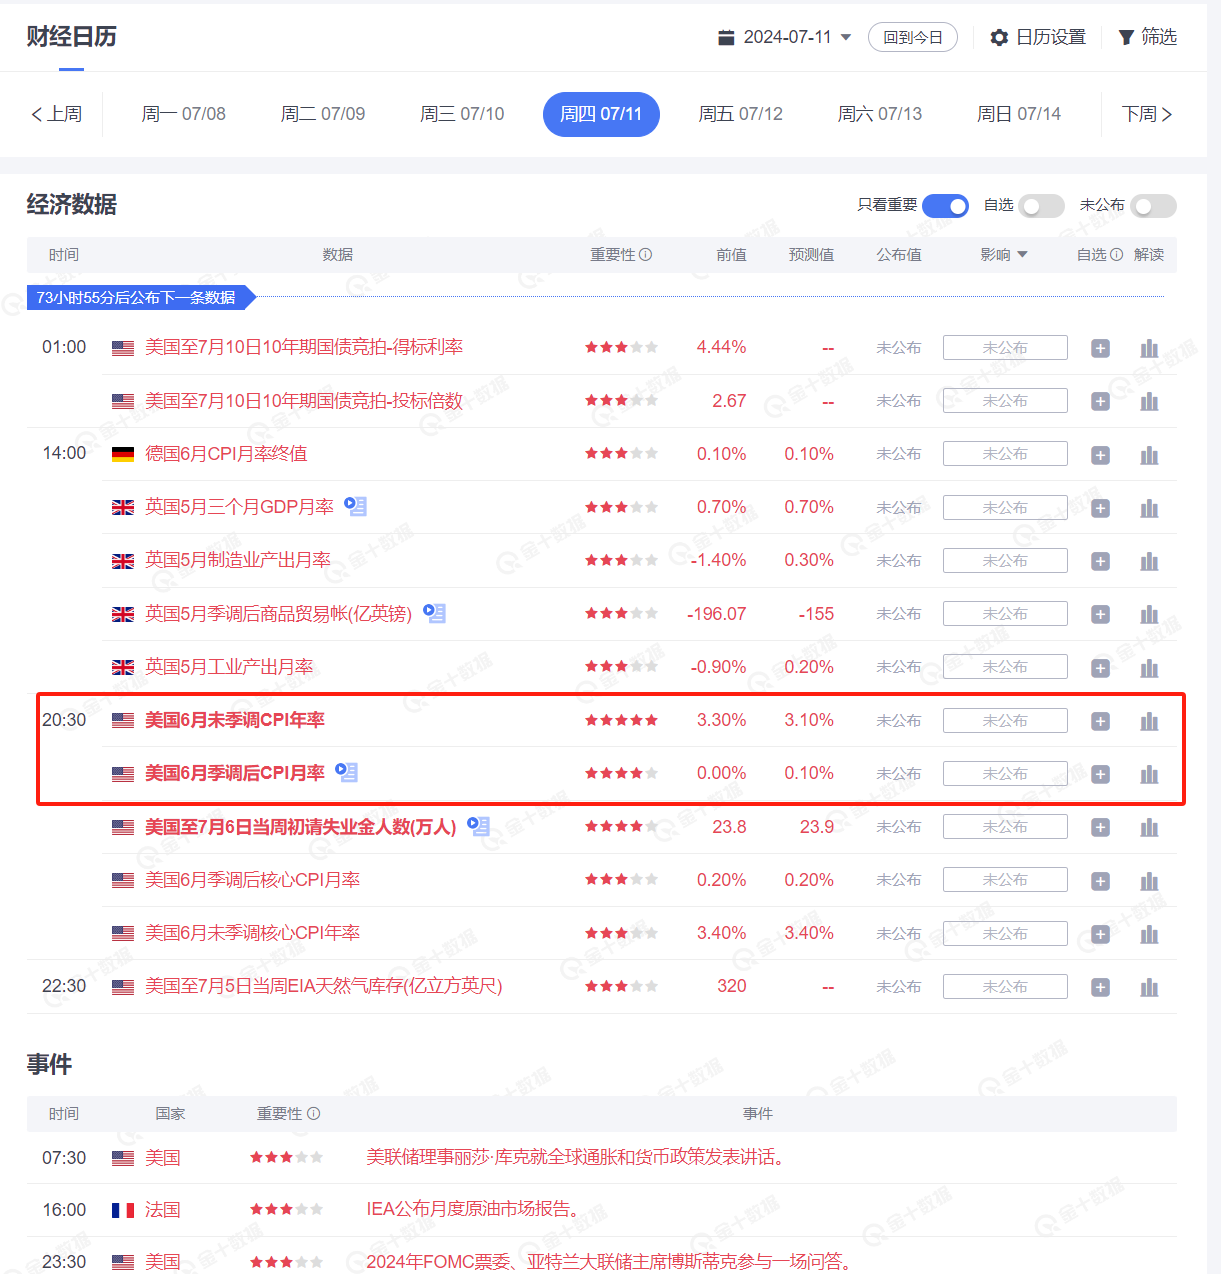 财经日历 2024-07-11 回到今日 日历设置 筛选
上周 周一 07/08 周二 07/09 周三 07/10 周四 07/11 周五 07/12 周六 07/13 周日 07/14 下周
经济数据 只看重要 自选 未公布
时间 数据 重要性 前值 预测值 公布值 影响 自选 解读
73小时55分后公布下一条数据
01:00 美国至7月10日10年期国债竞拍-得标利率 4.44% -- 未公布 未公布
美国至7月10日10年期国债竞拍-投标倍数 2.67 -- 未公布 未公布
14:00 德国6月CPI月率终值 0.10% 0.10% 未公布 未公布
英国5月三个月GDP月率 0.70% 0.70% 未公布 未公布
英国5月制造业产出月率 -1.40% 0.30% 未公布 未公布
英国5月季调后商品贸易帐(亿英镑) -196.07 -155 未公布 未公布
英国5月工业产出月率 -0.90% 0.20% 未公布 未公布
20:30 美国6月未季调CPI年率 3.30% 3.10% 未公布 未公布
美国6月季调后CPI月率 0.00% 0.10% 未公布 未公布
美国至7月6日当周初请失业金人数(万人) 23.8 23.9 未公布 未公布
美国6月季调后核心CPI月率 0.20% 0.20% 未公布 未公布
美国6月未季调核心CPI年率 3.40% 3.40% 未公布 未公布
22:30 美国至7月5日当周EIA天然气库存(亿立方英尺) 320 -- 未公布 未公布
事件
时间 国家 重要性 事件
07:30 美国 美联储理事丽莎·库克就全球通胀和货币政策发表讲话。
16:00 法国 IEA公布月度原油市场报告。
23:30 美国 2024年FOMC票委、亚特兰大联储主席博斯蒂克参与一场问答。
金十数据